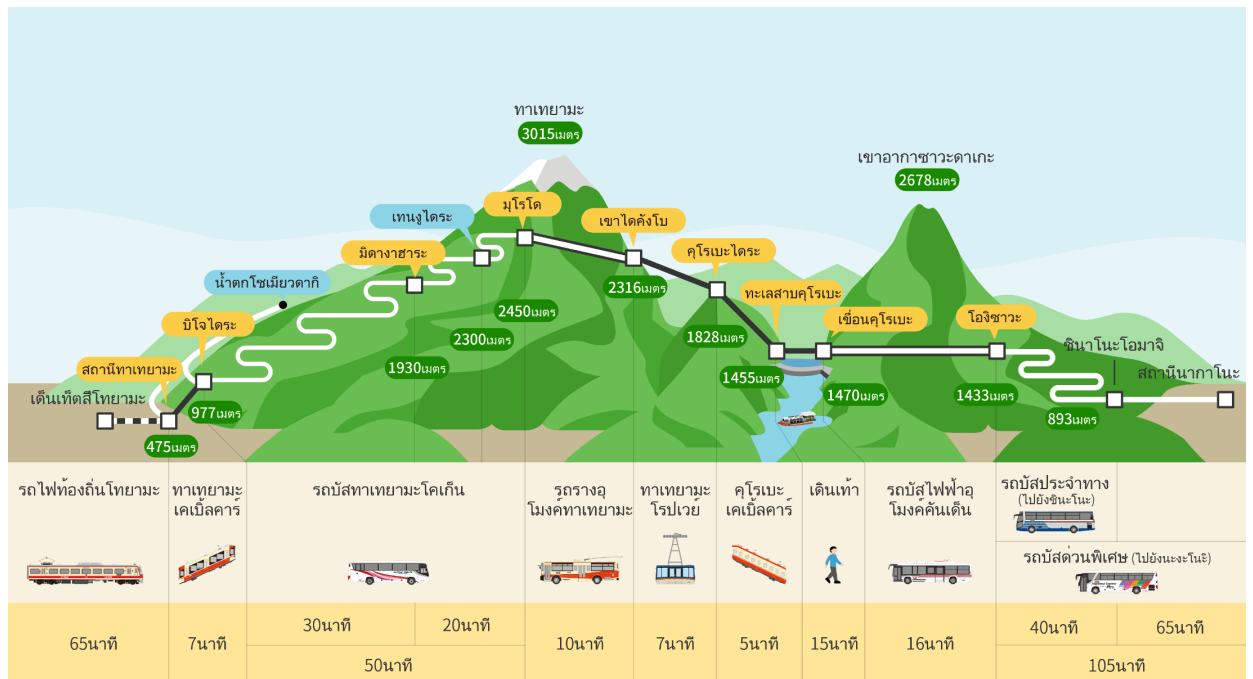 ทาเทยามะ
3015เมตร
เขาอากาซาวะดาเกะ
2678เมตร
มุโรโด
เทนงูไดระ
เขาไดคังโบ
มิดางาฮาระ
คุโรเบะไดระ
น้ำตกโชเมียวดากิ
2316เมตร
ทะเลสาบคุโรเบะ
2450เมตร
บิโจไดระ
เขื่อนคุโรเบะ
โองิซาวะ
2300เมตร
1828เมตร
ชินาโนะโอมาจิ
สถานีทาเทยามะ
1930เมตร
1455เมตร
สถานีนากาโนะ
1470เมตร
1433เมตร
เด็นเท็ตสึโทยามะ
977เมตร
893เมตร
475เมตร
รถไฟท้องถิ่นโทยามะ
ทาเทยามะ
เคเบิ้ลคาร์
รถบัสทาเทยามะโคเก็น
รถรางอุ
โมงค์ทาเทยามะ
ทาเทยามะ
โรปเวย์
คุโรเบะ
เคเบิ้ลคาร์
เดินเท้า
รถบัสไฟฟ้าอุ
โมงค์คันเด็น
รถบัสประจำทาง
(ไปยังชินะโนะ)
รถบัสด่วนพิเศษ (ไปยังนะงะโนะ)
65นาที
7นาที
30นาที
20นาที
50นาที
10นาที
7นาที
5นาที
15นาที
16นาที
40นาที
65นาที
105นาที